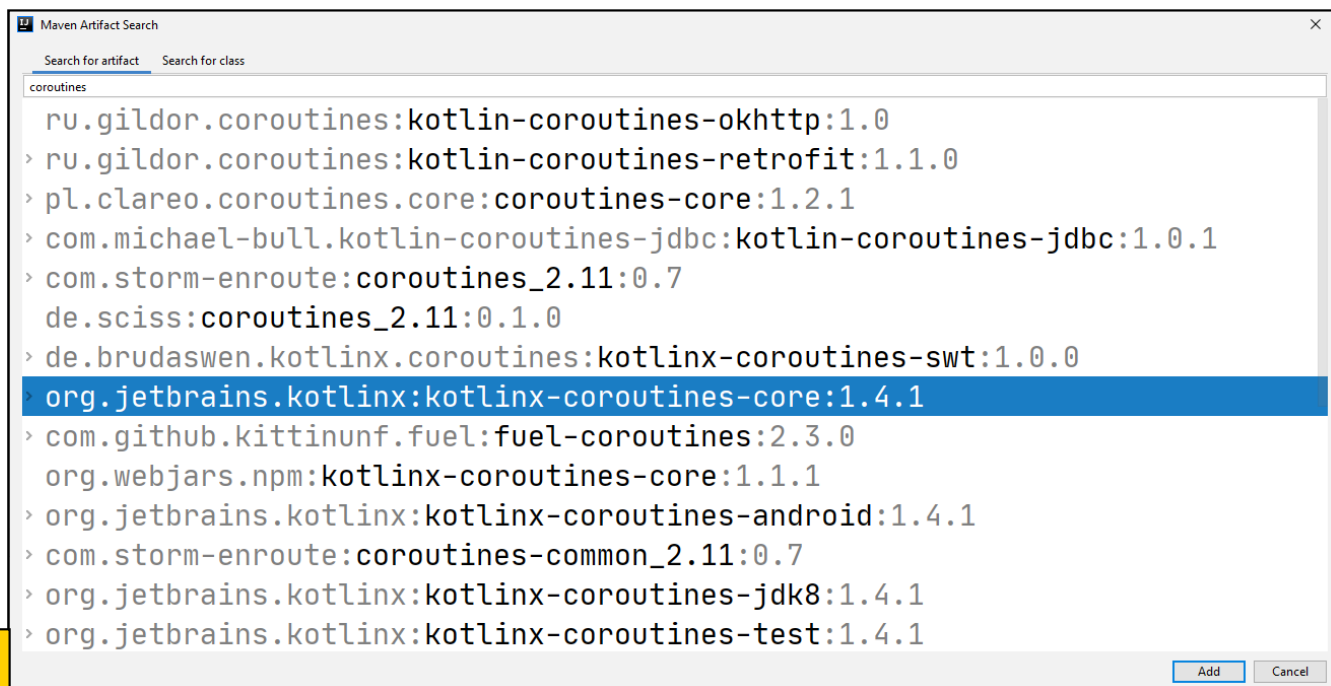 Maven Artifact Search
Search for artifact Search for class
coroutines
ru.gildor.coroutines:kotlin-coroutines-okhttp:1.0
ru.gildor.coroutines:kotlin-coroutines-retrofit:1.1.0
pl.clareo.coroutines.core:coroutines-core:1.2.1
com.michael-bull.kotlin-coroutines-jdbc:kotlin-coroutines-jdbc:1.0.1
com.storm-enroute:coroutines_2.11:0.7
de.sciss:coroutines_2.11:0.1.0
de.brudaswen.kotlinx.coroutines:kotlinx-coroutines-swt:1.0.0
org.jetbrains.kotlinx:kotlinx-coroutines-core:1.4.1
com.github.kittinunf.fuel:fuel-coroutines:2.3.0
org.webjars.npm:kotlinx-coroutines-core:1.1.1
org.jetbrains.kotlinx:kotlinx-coroutines-android:1.4.1
com.storm-enroute:coroutines-common_2.11:0.7
org.jetbrains.kotlinx:kotlinx-coroutines-jdk8:1.4.1
org.jetbrains.kotlinx:kotlinx-coroutines-test:1.4.1
Add Cancel